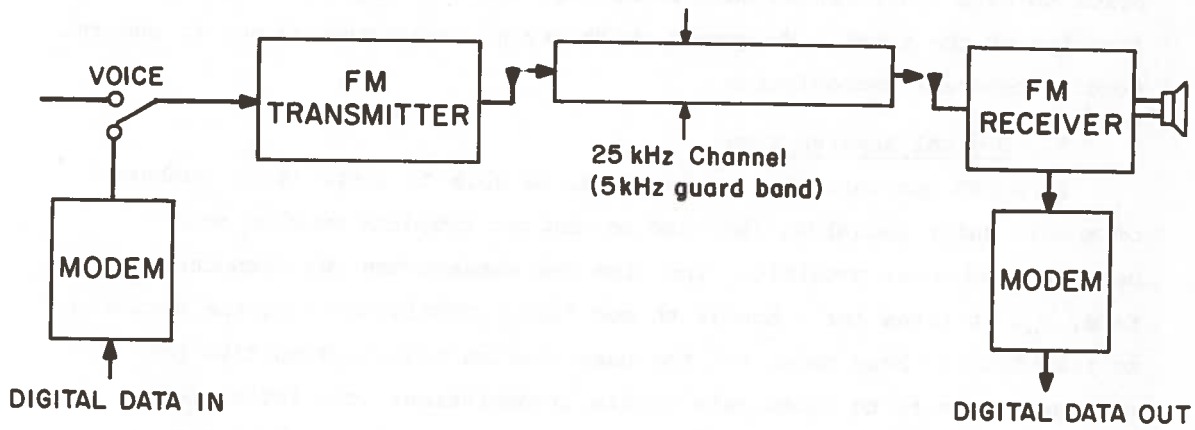 VOICE
FM
TRANSMITTER
FM
RECEIVER
25 kHz Channel
(5kHz guard band)
MODEM
MODEM
DIGITAL DATA IN
DIGITAL DATA OUT